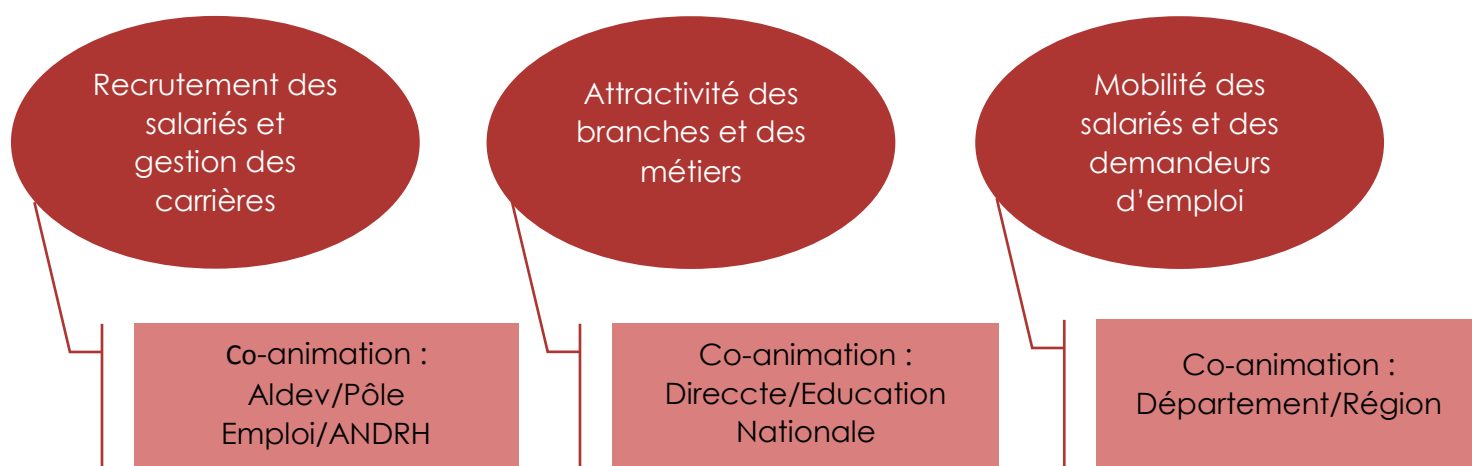 Recrutement des
salariés et
gestion des
carrières
Attractivité des
branches et des
métiers
Mobilité des
salariés et des
demandeurs
d’emploi
Co-animation :
Aldev/Pôle
Emploi/ANDRH
Co-animation :
Direccte/Education
Nationale
Co-animation :
Département/Région